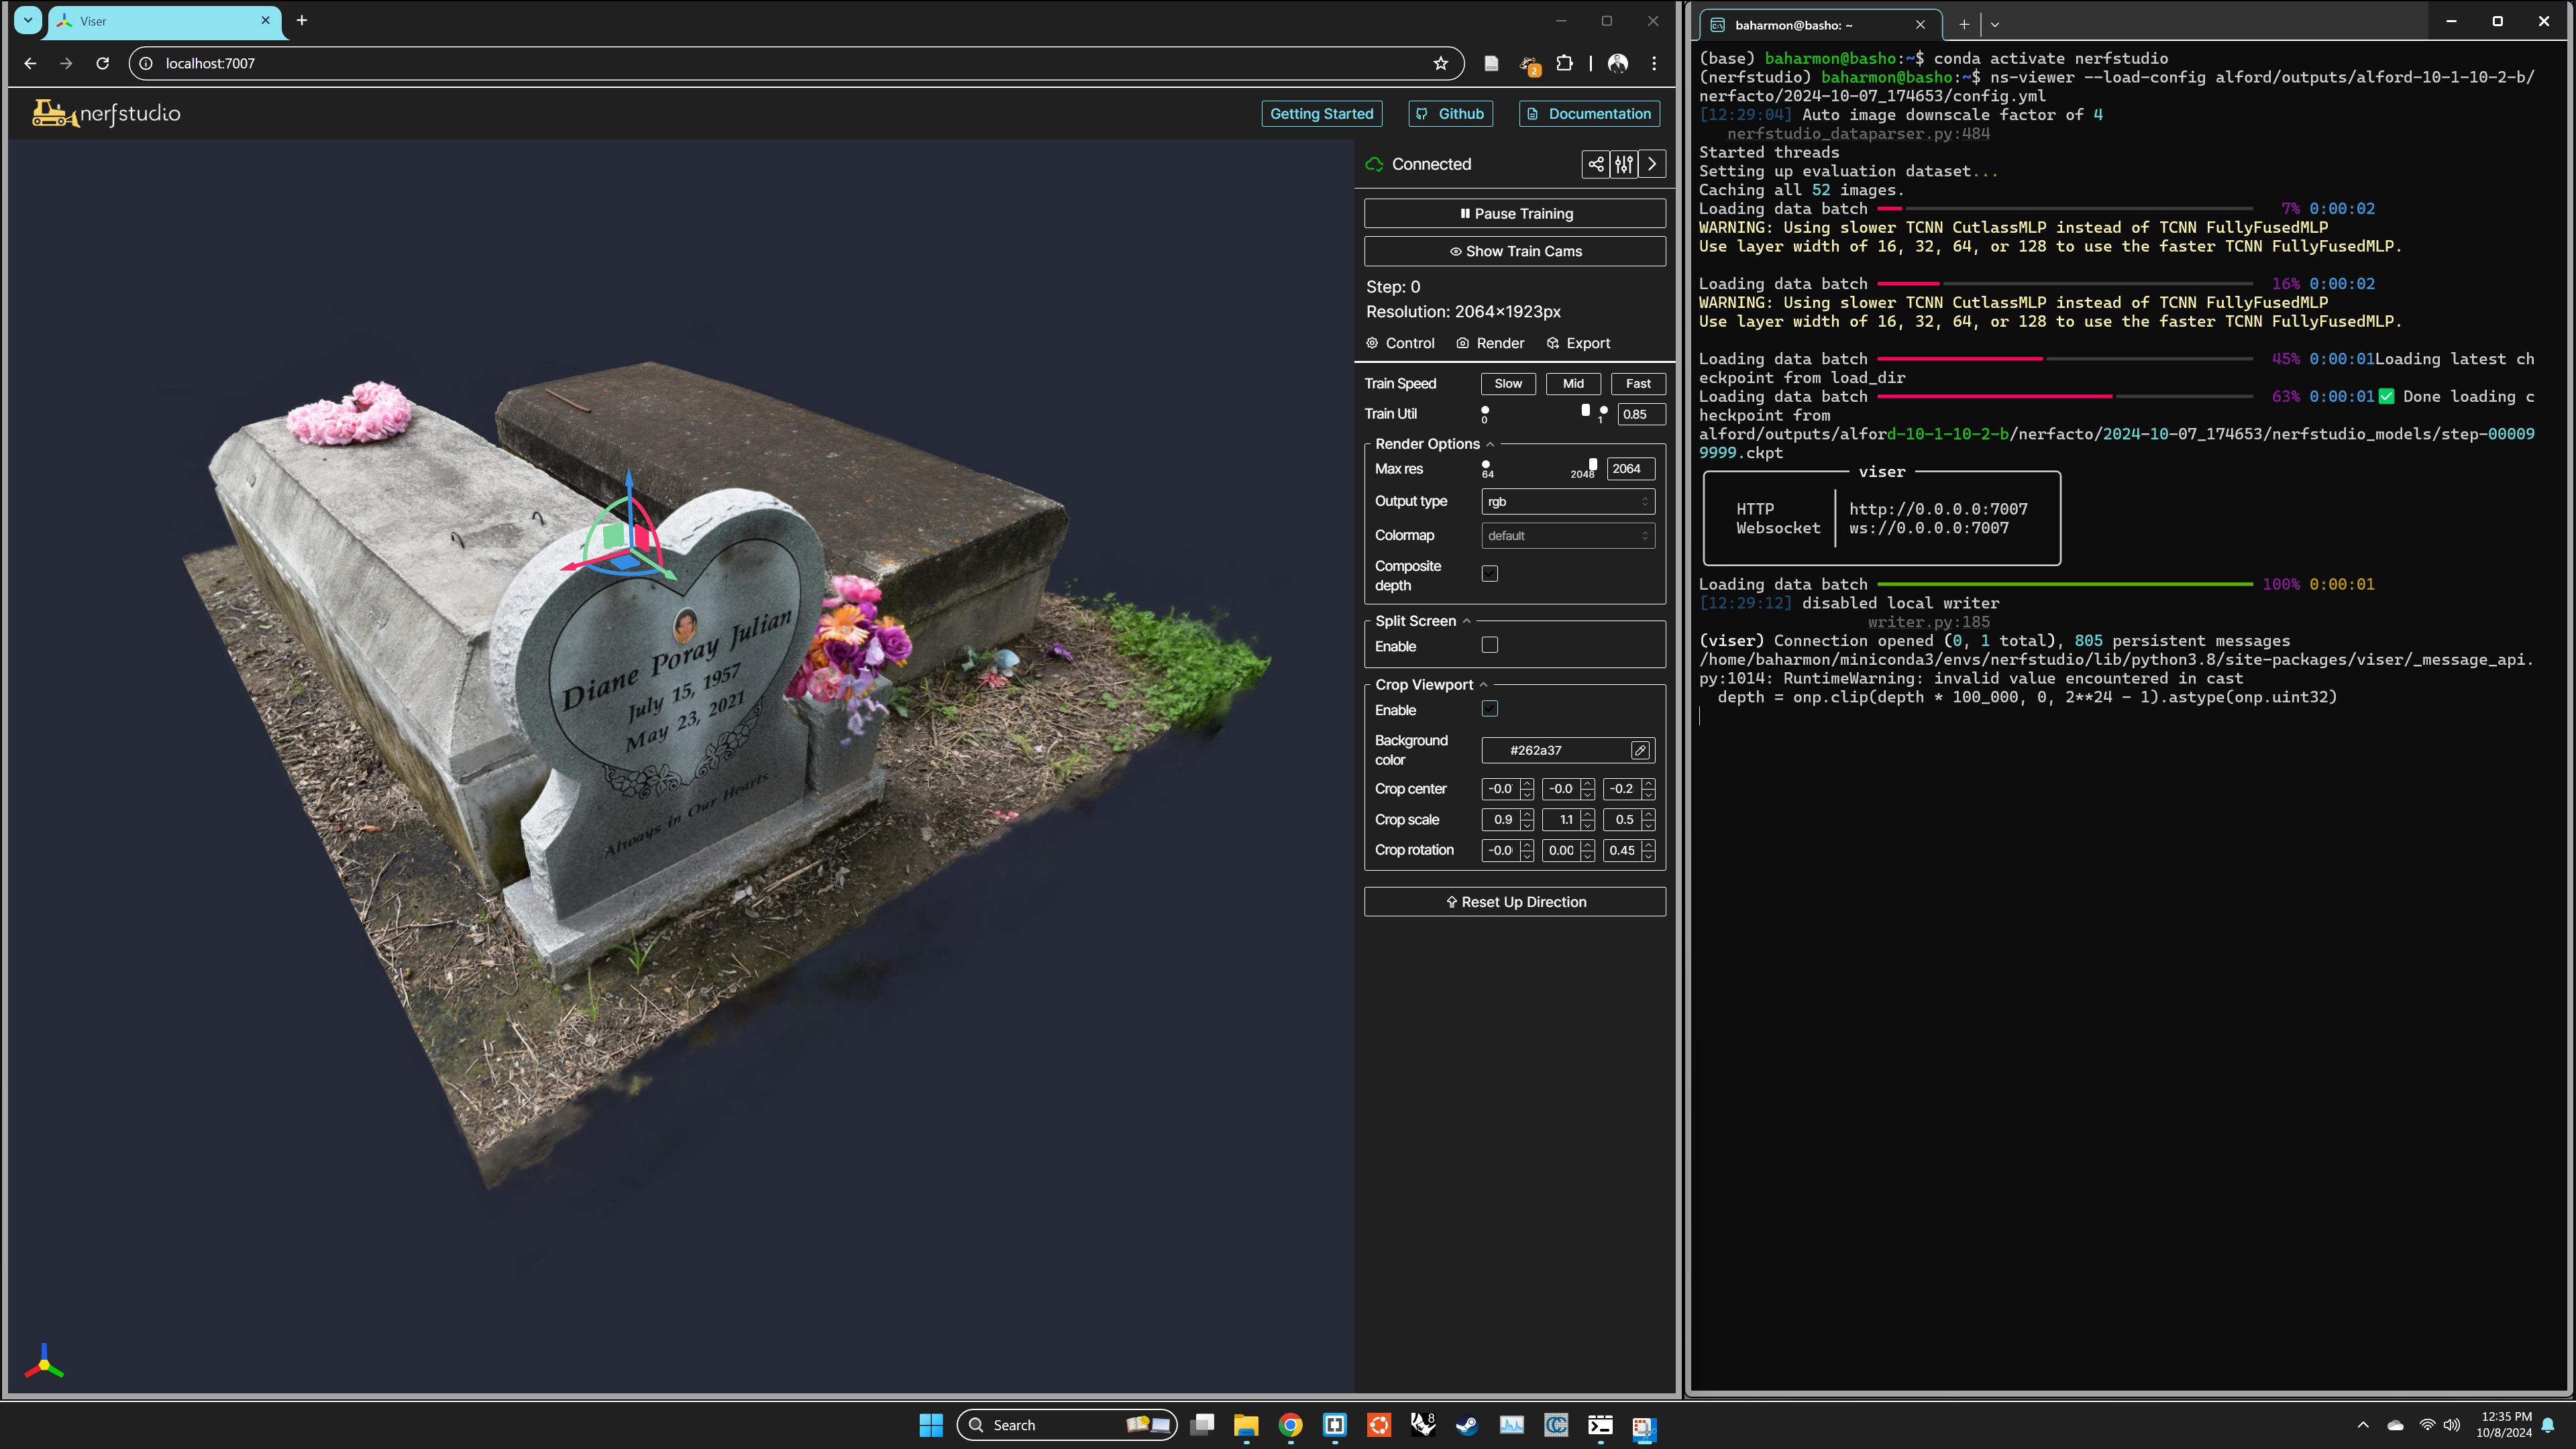 Viser
localhost:7007
2
nerfstudio
Getting Started
Github
Documentation
Diane Poray Julian
July 15, 1957
May 23, 2021
Always in Our Hearts
Connected
Pause Training
Show Train Cams
Step: 0
Resolution: 2064×1923px
Control Render Export
Train Speed Slow Mid Fast
Train Util 0 1 0.85
Render Options
Max res 64 2048 2064
Output type rgb
Colormap default
Composite
depth
Split Screen
Enable
Crop Viewport
Enable
Background
color
#262a37
Crop center -0.0 -0.0 -0.2
Crop scale 0.9 1.1 0.5
Crop rotation -0.0 0.00 0.45
Reset Up Direction
baharmon@basho: ~
(base) baharmon@basho:~$ conda activate nerfstudio
(nerfstudio) baharmon@basho:~$ ns-viewer --load-config alford/outputs/alford-10-1-10-2-b/
nerfacto/2024-10-07_174653/config.yml
[12:29:04] Auto image downscale factor of 4
nerfstudio_dataparser.py:484
Started threads
Setting up evaluation dataset...
Caching all 52 images.
Loading data batch 7% 0:00:02
WARNING: Using slower TCNN CutlassMLP instead of TCNN FullyFusedMLP
Use layer width of 16, 32, 64, or 128 to use the faster TCNN FullyFusedMLP.
Loading data batch 16% 0:00:02
WARNING: Using slower TCNN CutlassMLP instead of TCNN FullyFusedMLP
Use layer width of 16, 32, 64, or 128 to use the faster TCNN FullyFusedMLP.
Loading data batch 45% 0:00:01Loading latest ch
eckpoint from load_dir
Loading data batch 63% 0:00:01✅ Done loading c
heckpoint from
alford/outputs/alford-10-1-10-2-b/nerfacto/2024-10-07_174653/nerfstudio_models/step-00009
9999.ckpt
viser
HTTP http://0.0.0.0:7007
Websocket ws://0.0.0.0:7007
Loading data batch 100% 0:00:01
[12:29:12] disabled local writer
writer.py:185
(viser) Connection opened (0, 1 total), 805 persistent messages
/home/baharmon/miniconda3/envs/nerfstudio/lib/python3.8/site-packages/viser/_message_api.
py:1014: RuntimeWarning: invalid value encountered in cast
depth = onp.clip(depth * 100_000, 0, 2**24 - 1).astype(onp.uint32)
Search
8
12:35 PM
10/8/2024